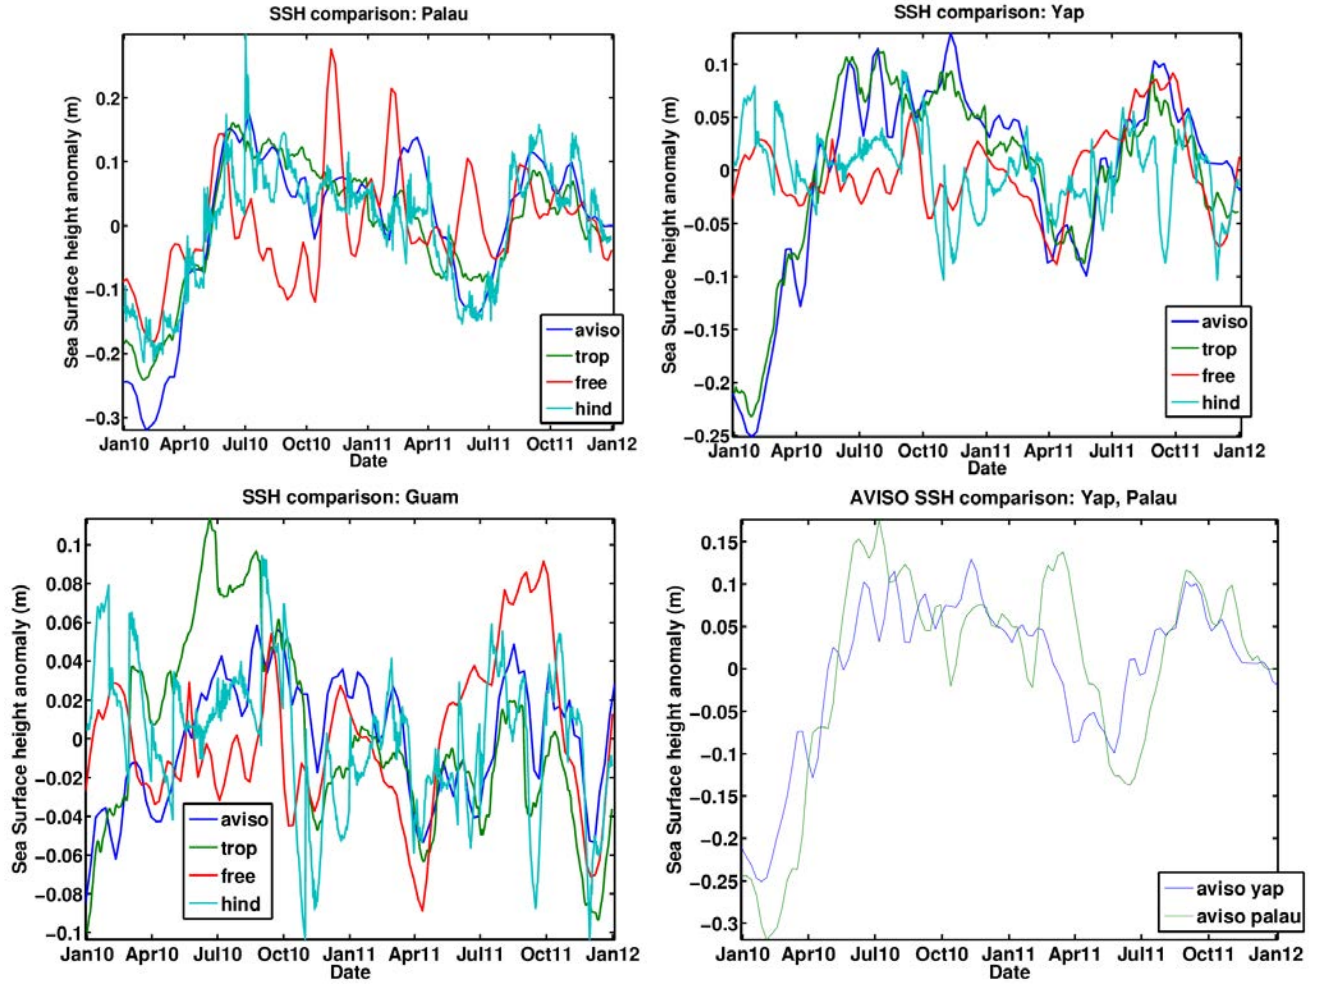 SSH comparison: Palau
Sea Surface height anomaly (m)
0.2
0.1
0
−0.1
−0.2
−0.3
Jan10 Apr10 Jul10 Oct10 Jan11 Apr11 Jul11 Oct11 Jan12
Date
aviso
trop
free
hind
SSH comparison: Yap
Sea Surface height anomaly (m)
0.1
0.05
0
−0.05
−0.1
−0.15
−0.2
−0.25
Jan10 Apr10 Jul10 Oct10 Jan11 Apr11 Jul11 Oct11 Jan12
Date
aviso
trop
free
hind
SSH comparison: Guam
Sea Surface height anomaly (m)
0.1
0.08
0.06
0.04
0.02
0
−0.02
−0.04
−0.06
−0.08
−0.1
Jan10 Apr10 Jul10 Oct10 Jan11 Apr11 Jul11 Oct11 Jan12
Date
aviso
trop
free
hind
AVISO SSH comparison: Yap, Palau
Sea Surface height anomaly (m)
0.15
0.1
0.05
0
−0.05
−0.1
−0.15
−0.2
−0.25
−0.3
Jan10 Apr10 Jul10 Oct10 Jan11 Apr11 Jul11 Oct11 Jan12
Date
aviso yap
aviso palau